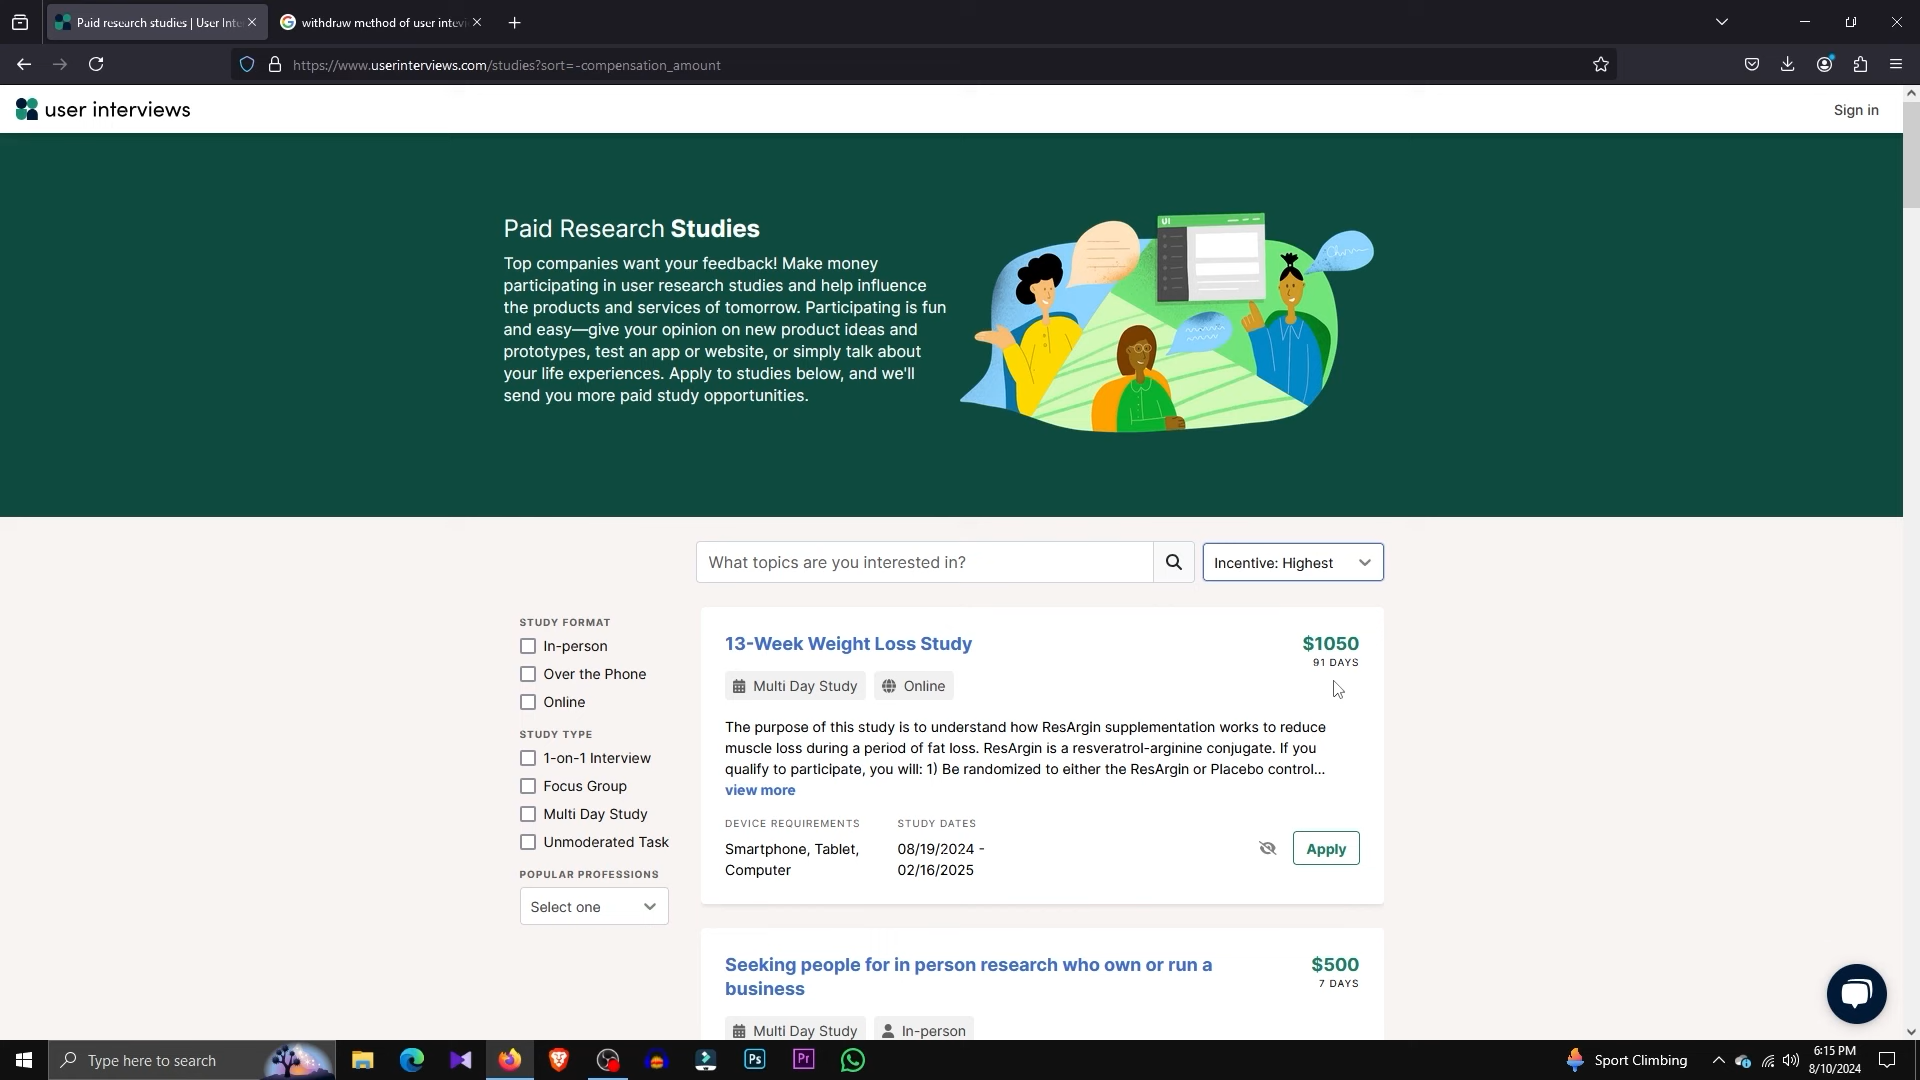 Paid research studies | User Inte
withdraw method of user intevi
https://www.userinterviews.com/studies?sort=-compensation_amount
user interviews
Sign in
Paid Research Studies
Top companies want your feedback! Make money
participating in user research studies and help influence
the products and services of tomorrow. Participating is fun
and easy—give your opinion on new product ideas and
prototypes, test an app or website, or simply talk about
your life experiences. Apply to studies below, and we'll
send you more paid study opportunities.
UI
What topics are you interested in?
Incentive: Highest
STUDY FORMAT
In-person
Over the Phone
Online
STUDY TYPE
1-on-1 Interview
Focus Group
Multi Day Study
Unmoderated Task
POPULAR PROFESSIONS
Select one
13-Week Weight Loss Study
$1050
91 DAYS
Multi Day Study
Online
The purpose of this study is to understand how ResArgin supplementation works to reduce
muscle loss during a period of fat loss. ResArgin is a resveratrol-arginine conjugate. If you
qualify to participate, you will: 1) Be randomized to either the ResArgin or Placebo control...
view more
DEVICE REQUIREMENTS
Smartphone, Tablet,
Computer
STUDY DATES
08/19/2024 -
02/16/2025
Apply
Seeking people for in person research who own or run a
business
$500
7 DAYS
Multi Day Study
In-person
Type here to search
Ps
Pr
Sport Climbing
6:15 PM
8/10/2024